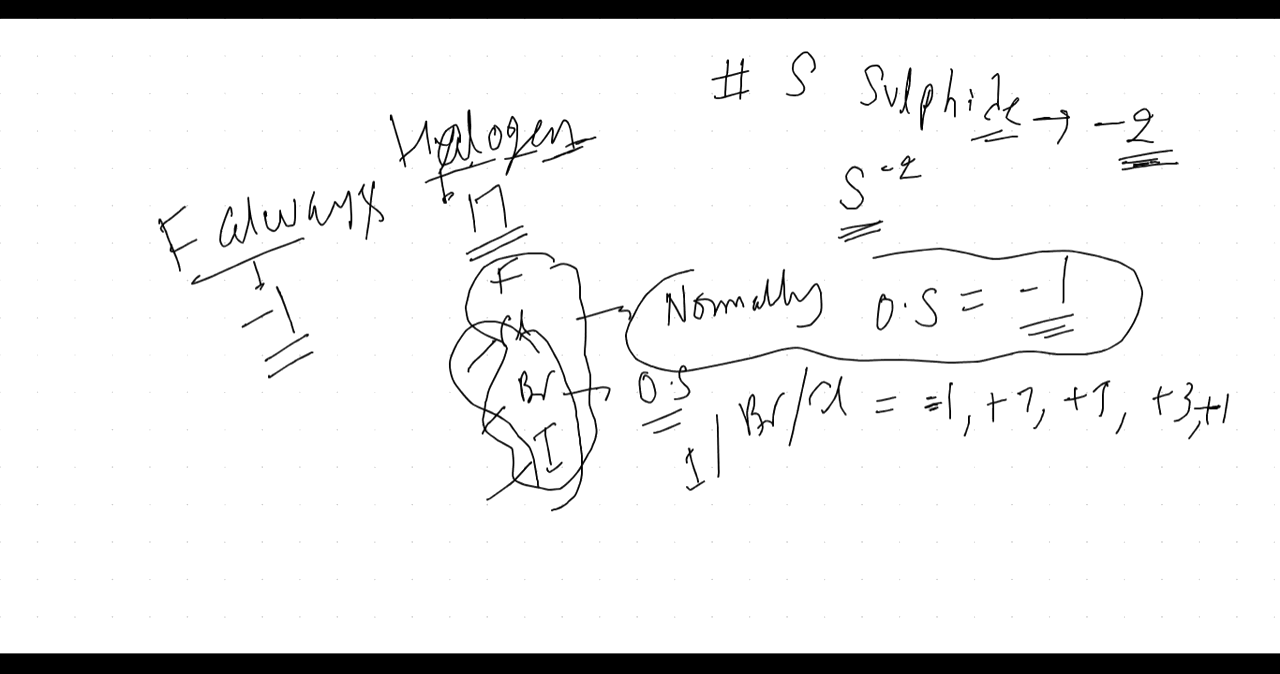 # S Sulphide → -2
S⁻²
Halogen
17
F always
-1
F
Cl
Br
I
Normally O.S = -1
O.S
I/Br/Cl = -1, +7, +5, +3, +1